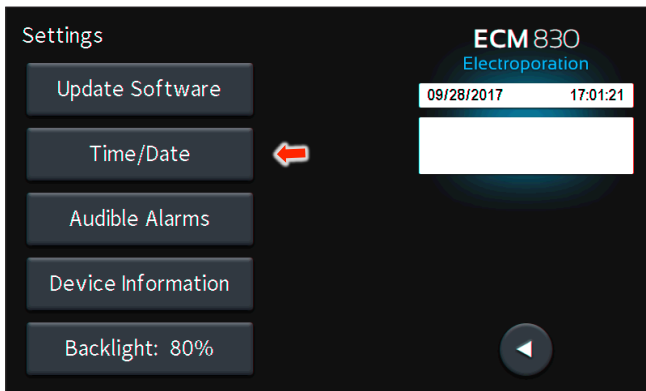 Settings
Update Software
Time/Date
Audible Alarms
Device Information
Backlight: 80%
ECM 830
Electroporation
09/28/2017 17:01:21